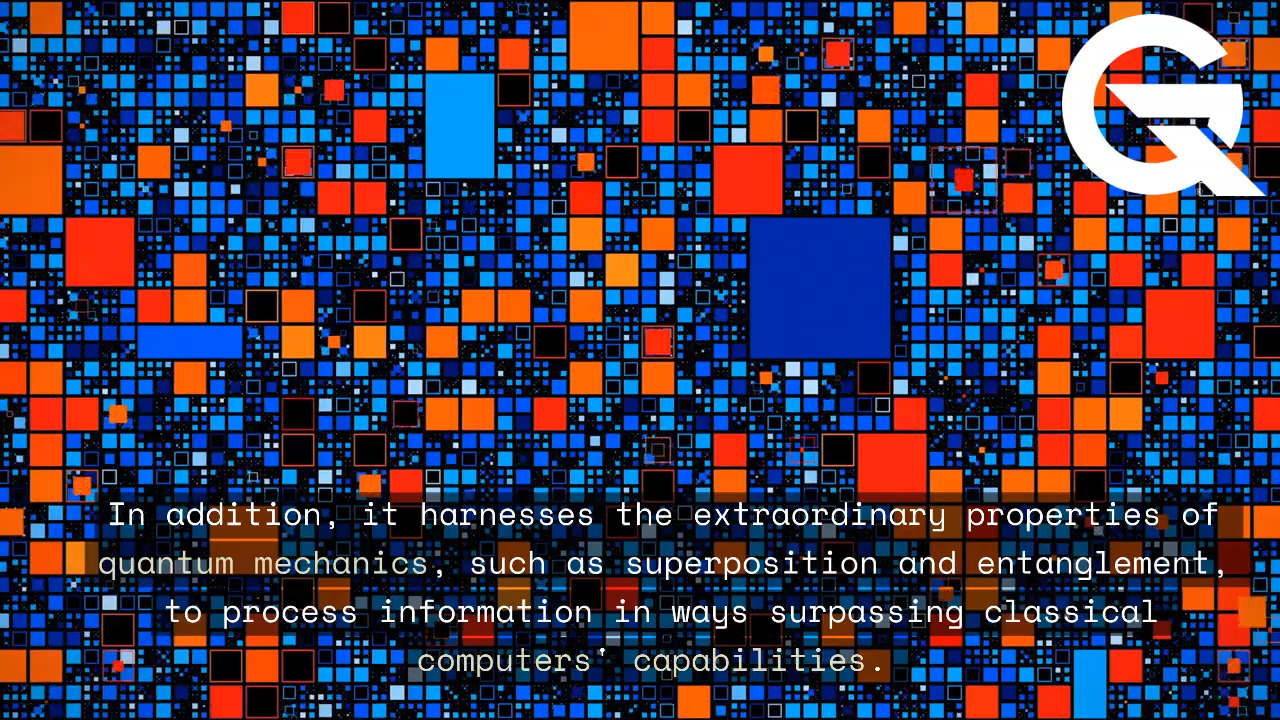 In addition, it harnesses the extraordinary properties of
quantum mechanics, such as superposition and entanglement,
to process information in ways surpassing classical
computers' capabilities.